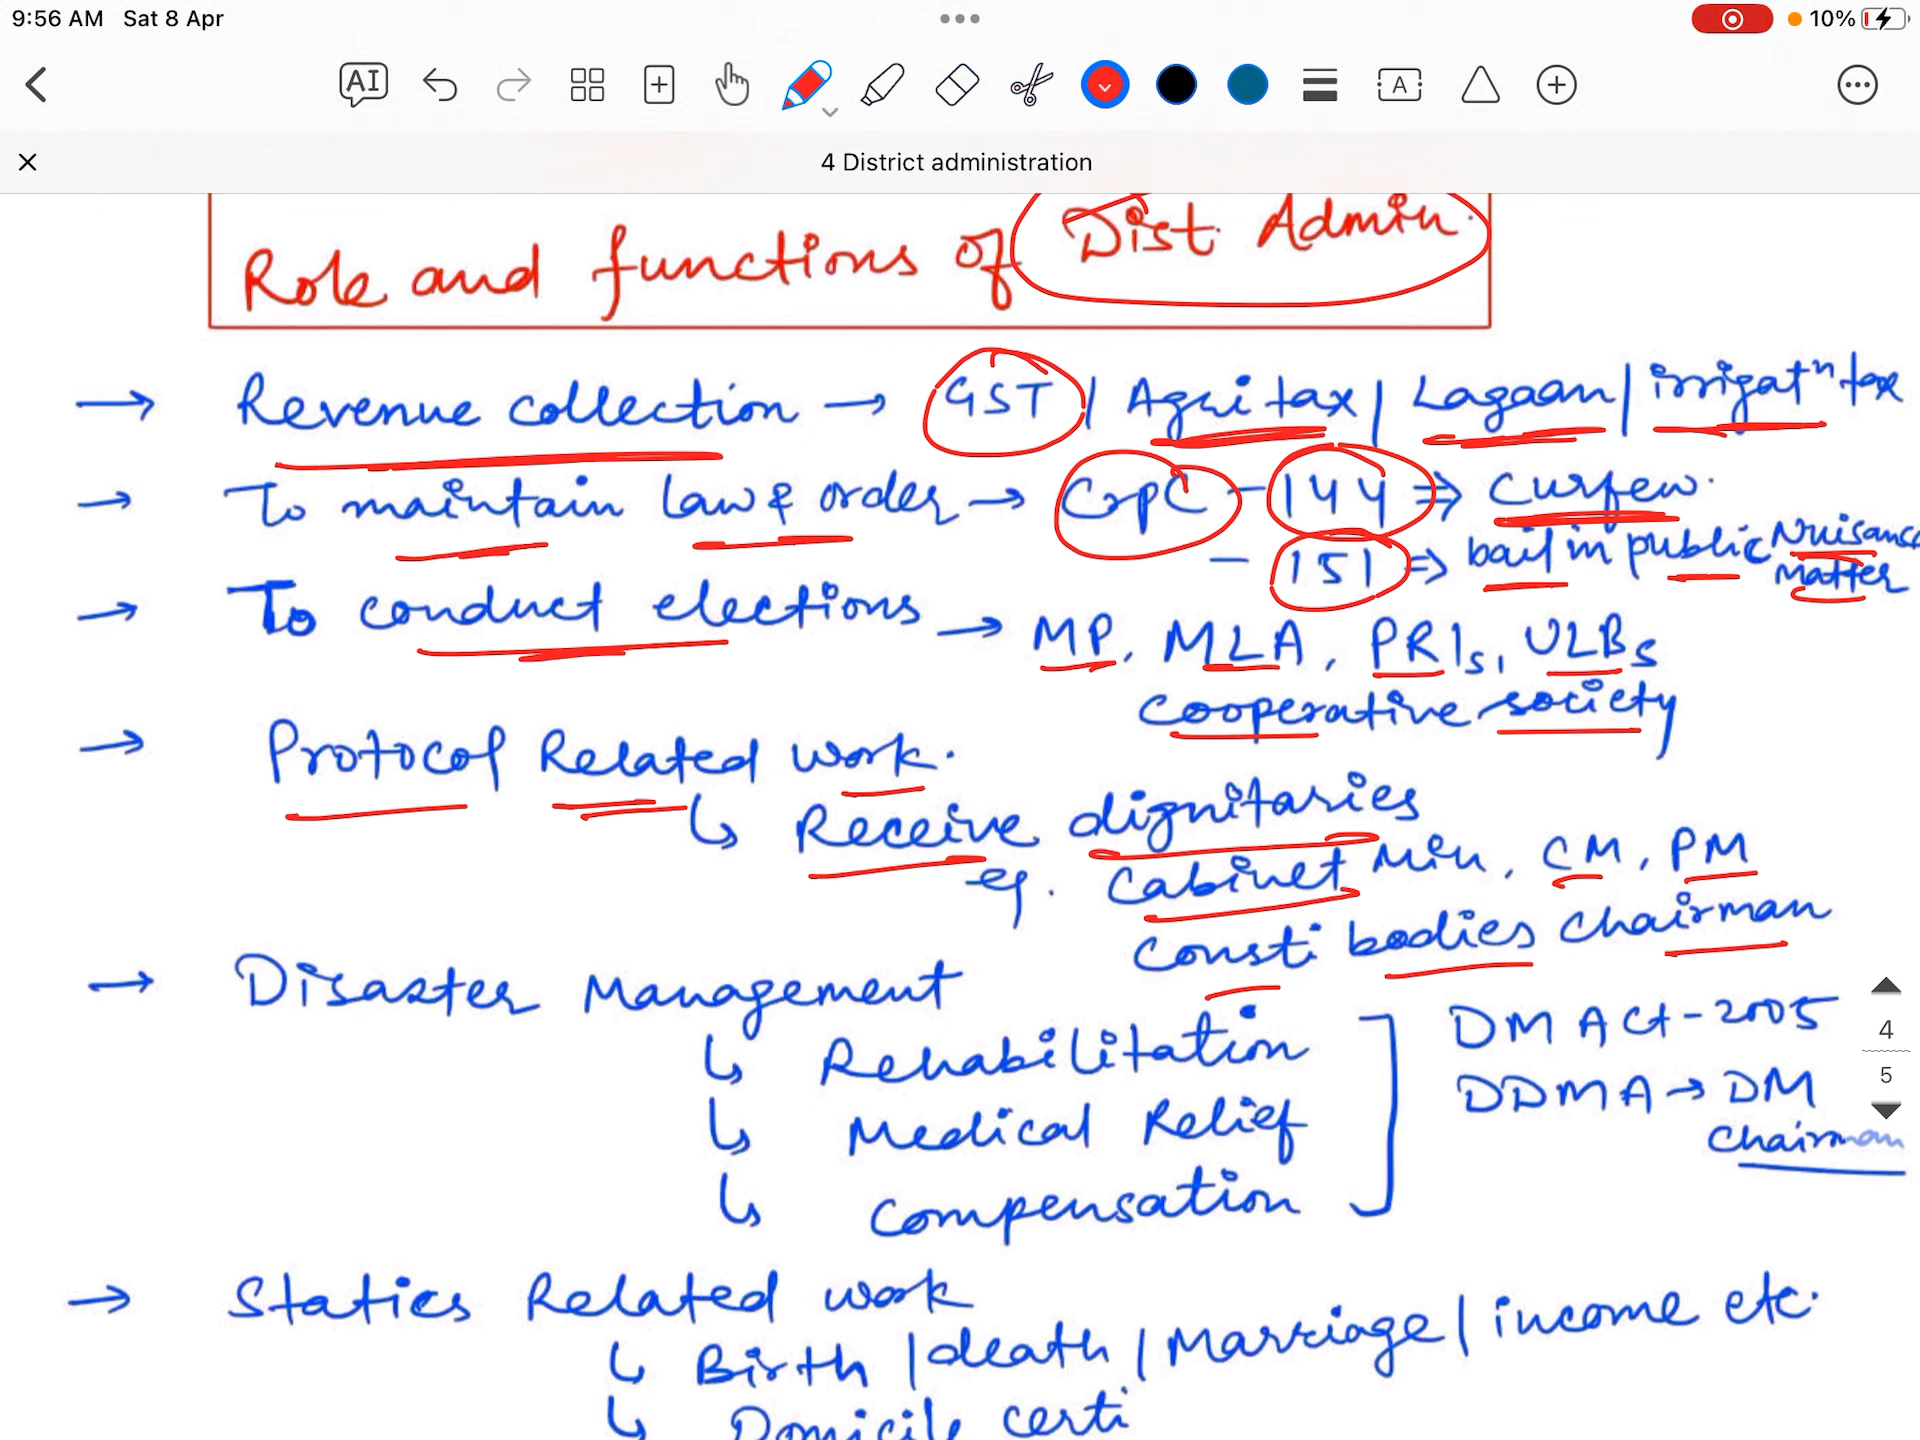 9:56 AM Sat 8 Apr
10%
AI
A
4 District administration
Role and functions of Dist. Admin.
→ Revenue collection → GST / Agri tax / Lagaan / irrigatⁿ tax
→ To maintain law & order → CrPC - 144 ⇒ Curfew.
- 151 ⇒ bail in public Nuisance
Matter
→ To conduct elections → MP, MLA, PRIs, ULBs
Cooperative society
→ Protocol Related work.
↳ Receive dignitaries
eg. Cabinet Min, CM, PM
Consti bodies Chairman
→ Disaster Management
↳ Rehabilitation
↳ Medical Relief
↳ Compensation
DM Act-2005
DDMA → DM
Chairman
4
5
→ Statics Related work
↳ Birth / death / Marriage / income etc.
↳ Domicile certi